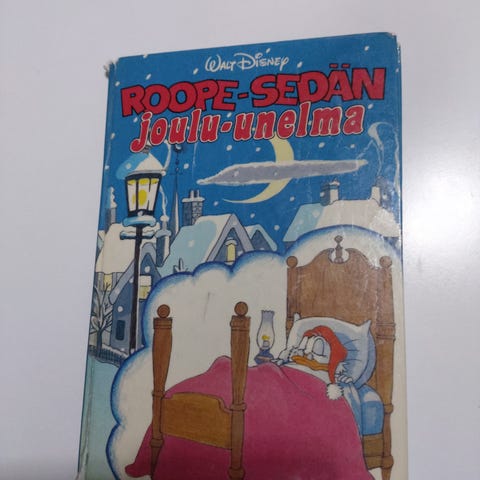 WALT DISNEY
ROOPE-SEDÄN
joulu-unelma